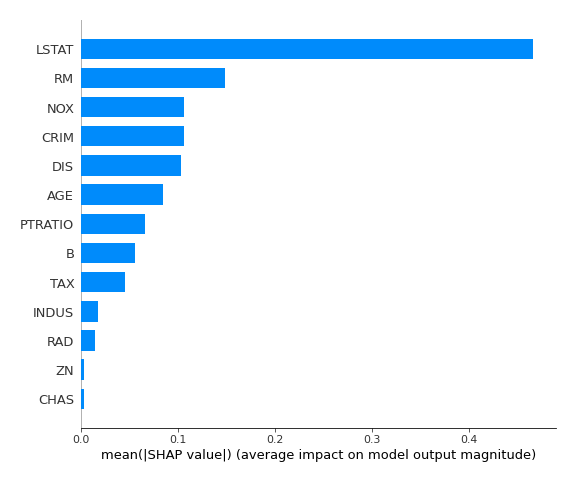 LSTAT
RM
NOX
CRIM
DIS
AGE
PTRATIO
B
TAX
INDUS
RAD
ZN
CHAS
0.0 0.1 0.2 0.3 0.4
mean(|SHAP value|) (average impact on model output magnitude)